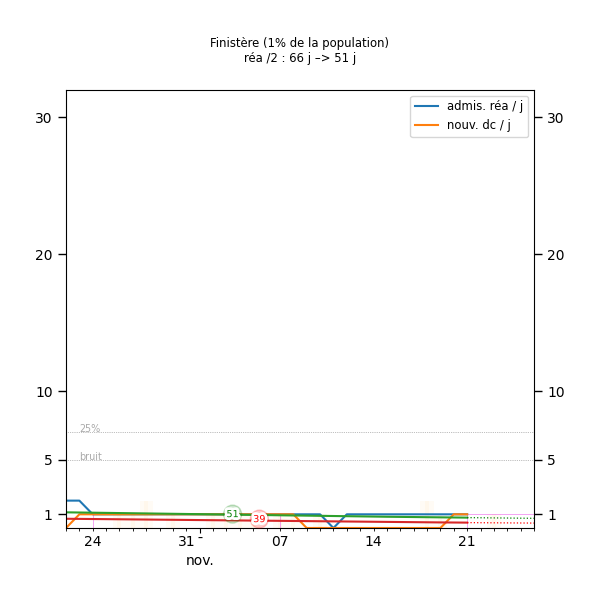 Finistère (1% de la population)
réa /2 : 66 j –> 51 j
admis. réa / j
nouv. dc / j
30 30
20 20
10 10
25%
5 bruit 5
51
39
1 1
24 31 - 07 14 21
nov.